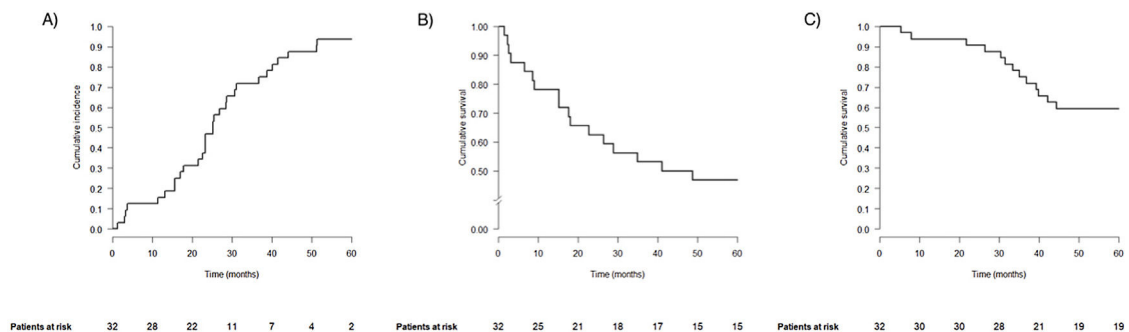 A)
Cumulative incidence
1.0
0.9
0.8
0.7
0.6
0.5
0.4
0.3
0.2
0.1
0.0
0 10 20 30 40 50 60
Time (months)
Patients at risk 32 28 22 11 7 4 2
B)
Cumulative survival
1.00
0.90
0.80
0.70
0.60
0.50
0.00
0 10 20 30 40 50 60
Time (months)
Patients at risk 32 25 21 18 17 15 15
C)
Cumulative survival
1.0
0.9
0.8
0.7
0.6
0.5
0.4
0.3
0.2
0.1
0.0
0 10 20 30 40 50 60
Time (months)
Patients at risk 32 30 30 28 21 19 19